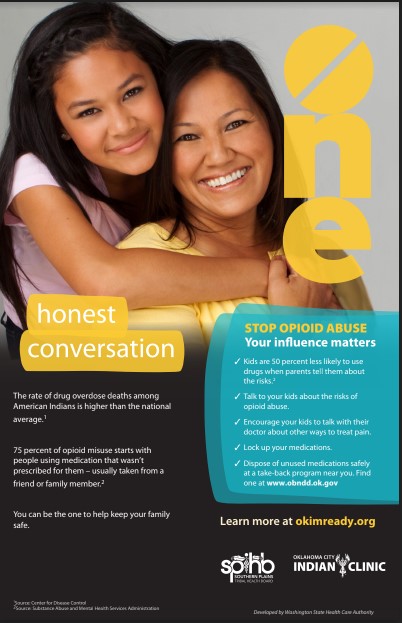 one
honest
conversation
The rate of drug overdose deaths among
American Indians is higher than the national
average.1
75 percent of opioid misuse starts with
people using medication that wasn't
prescribed for them – usually taken from a
friend or family member.2
You can be the one to help keep your family
safe.
STOP OPIOID ABUSE
Your influence matters
✓ Kids are 50 percent less likely to use
drugs when parents tell them about
the risks.2
✓ Talk to your kids about the risks of
opioid abuse.
✓ Encourage your kids to talk with their
doctor about other ways to treat pain.
✓ Lock up your medications.
✓ Dispose of unused medications safely
at a take-back program near you. Find
one at www.obndd.ok.gov
Learn more at okimready.org
spihb
SOUTHERN PLAINS
TRIBAL HEALTH BOARD
OKLAHOMA CITY
INDIAN CLINIC
1Source: Center for Disease Control
2Source: Substance Abuse and Mental Health Services Administration
Developed by Washington State Health Care Authority